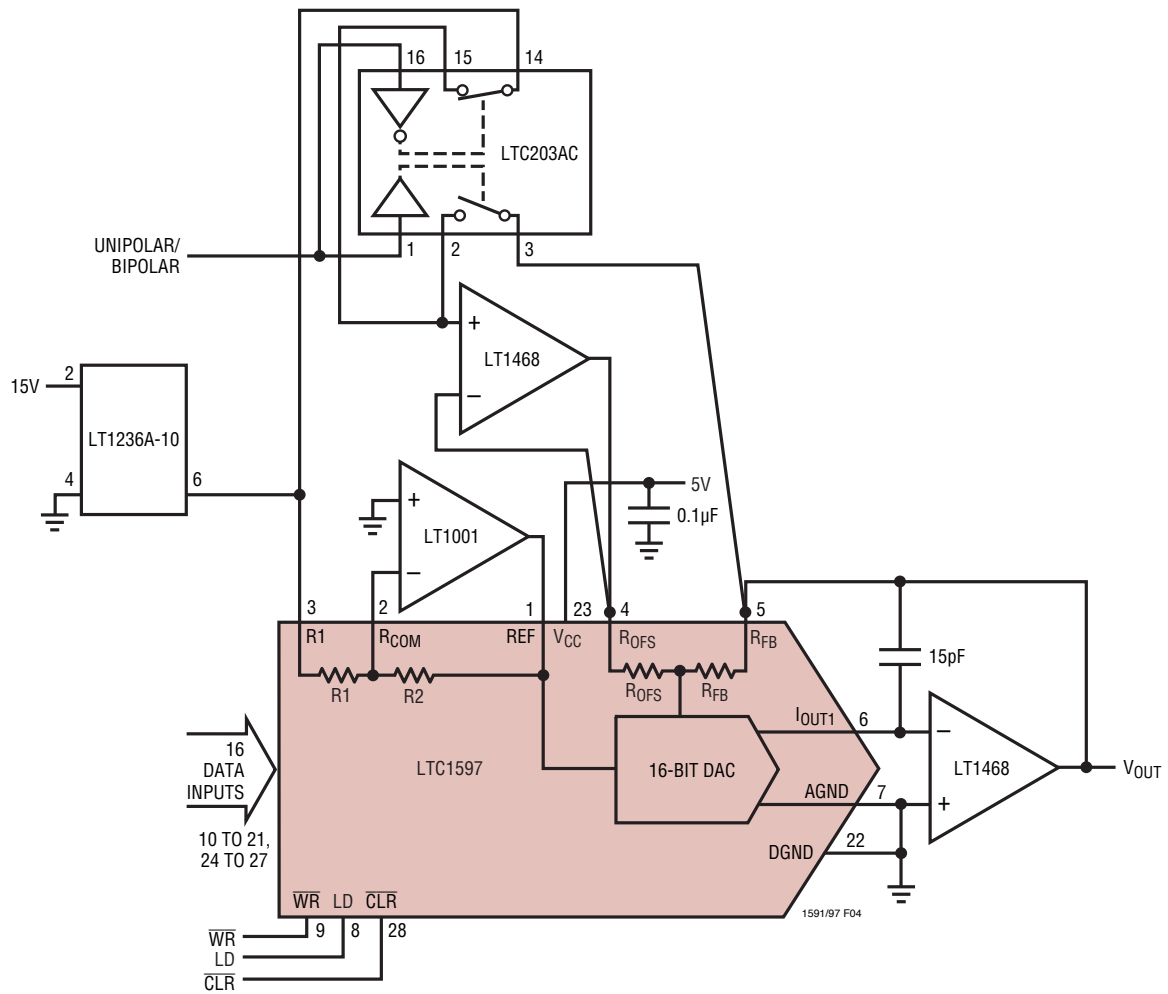 16
15
14
LTC203AC
UNIPOLAR/
BIPOLAR
1
2
3
+
LT1468
−
15V
2
LT1236A-10
4
6
+
LT1001
−
5V
0.1µF
3
2
1
23
4
5
R1
RCOM
REF
VCC
ROFS
RFB
R1
R2
ROFS
RFB
15pF
IOUT1
6
16
DATA
INPUTS
LTC1597
16-BIT DAC
−
LT1468
+
VOUT
AGND
7
10 TO 21,
24 TO 27
DGND
22
WR
LD
CLR
1591/97 F04
9
8
28
WR
LD
CLR